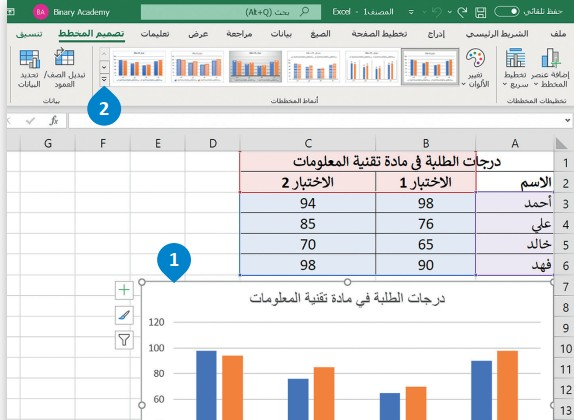 حفظ تلقائي المصنف1 - Excel بحث (Alt+Q) Binary Academy BA
ملف الشريط الرئيسي إدراج تخطيط الصفحة الصيغ بيانات مراجعة عرض تعليمات تصميم المخطط تنسيق
إضافة عنصر المخطط تخطيط سريع تغيير الألوان تبديل الصف/العمود تحديد البيانات
تخطيطات المخططات أنماط المخططات بيانات
2
fx
A B C D E F G
1 درجات الطلبة في مادة تقنية المعلومات
2 الاسم الاختبار 1 الاختبار 2
3 أحمد 98 94
4 علي 76 85
5 خالد 65 70
6 فهد 90 98
1
7
8
9
10
11
12
13
درجات الطلبة في مادة تقنية المعلومات
120
100
80
60